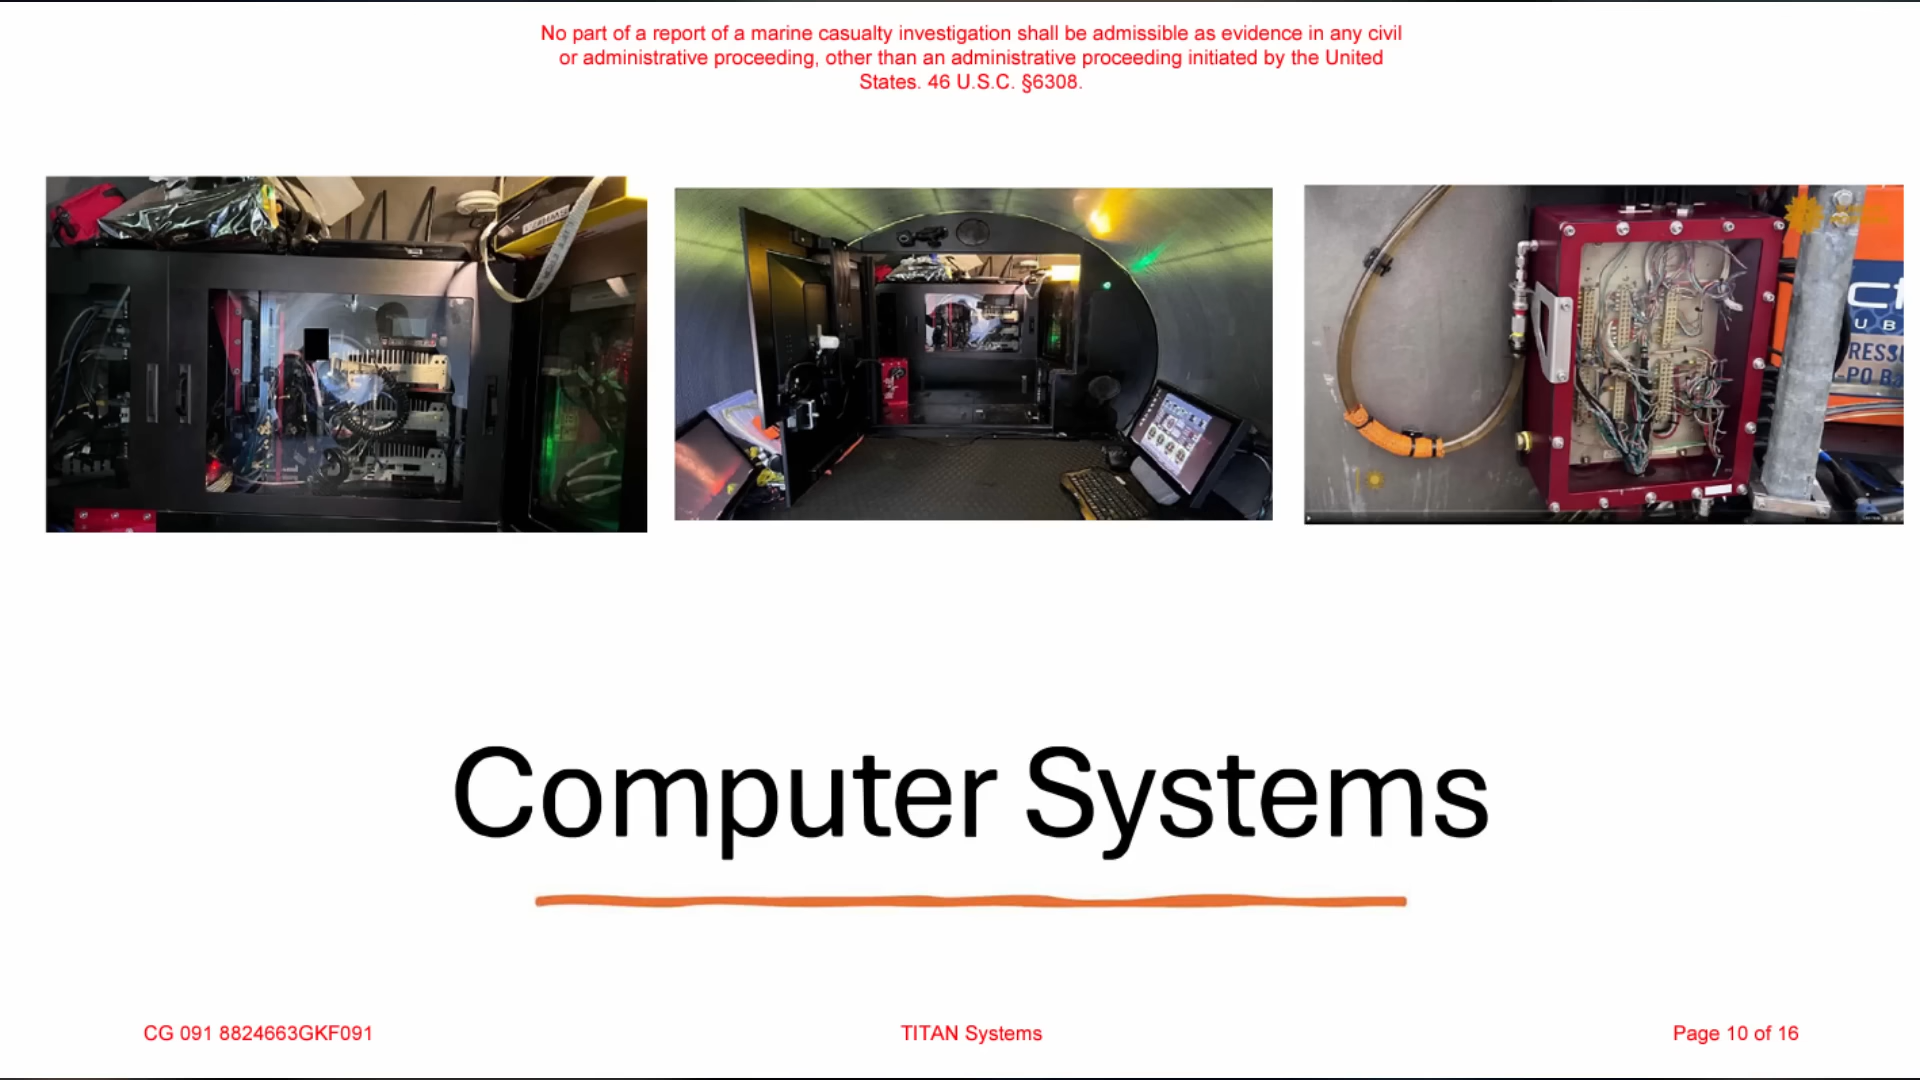 No part of a report of a marine casualty investigation shall be admissible as evidence in any civil
or administrative proceeding, other than an administrative proceeding initiated by the United
States. 46 U.S.C. §6308.
Computer Systems
CG 091 8824663GKF091
TITAN Systems
Page 10 of 16